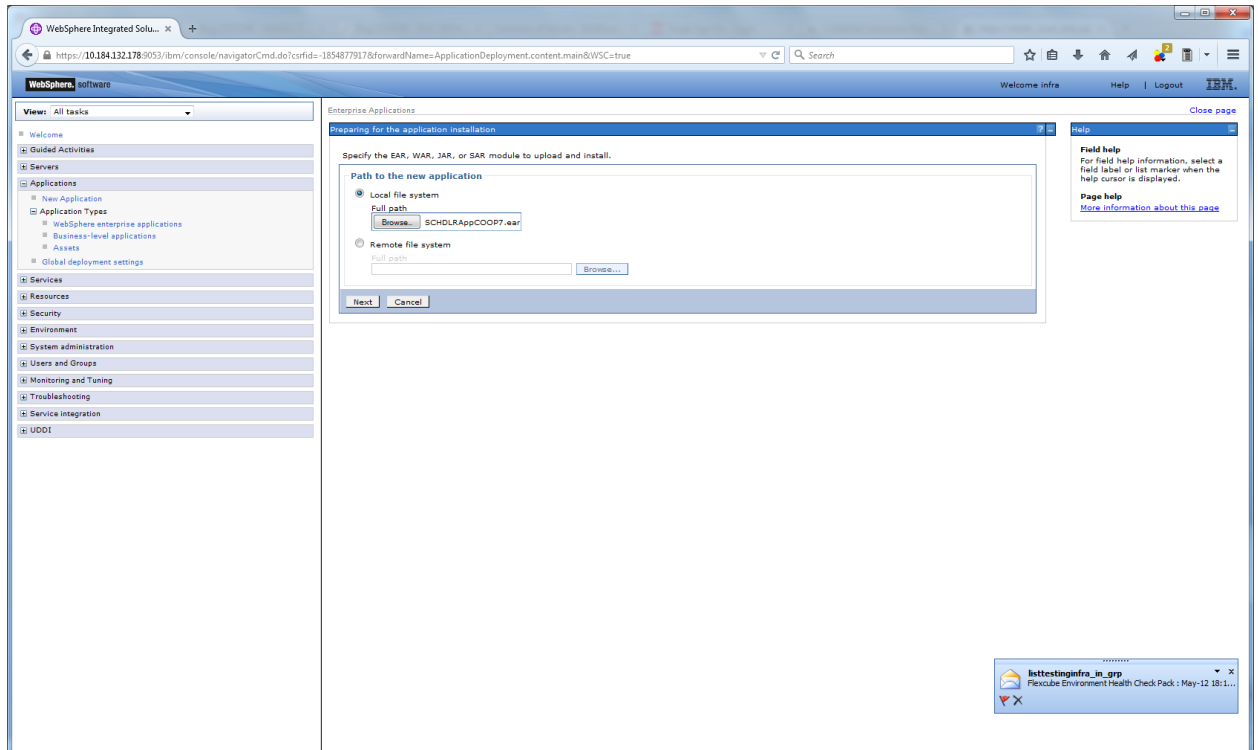 WebSphere Integrated Solu... × +
https://10.184.132.178:9053/ibm/console/navigatorCmd.do?csrfid=-1854877917&forwardName=ApplicationDeployment.content.main&WSC=true
Search
2
WebSphere. software
Welcome infra Help | Logout IBM.
View: All tasks
Welcome
Guided Activities
Servers
Applications
New Application
Application Types
WebSphere enterprise applications
Business-level applications
Assets
Global deployment settings
Services
Resources
Security
Environment
System administration
Users and Groups
Monitoring and Tuning
Troubleshooting
Service integration
UDDI
Enterprise Applications
Close page
Preparing for the application installation ? –
Specify the EAR, WAR, JAR, or SAR module to upload and install.
Path to the new application
Local file system
Full path
Browse... SCHDLRAppCOOP7.ear
Remote file system
Full path
Browse...
Next Cancel
Help
Field help
For field help information, select a
field label or list marker when the
help cursor is displayed.
Page help
More information about this page
listtestinginfra_in_grp
Flexcube Environment Health Check Pack : May-12 18:1...